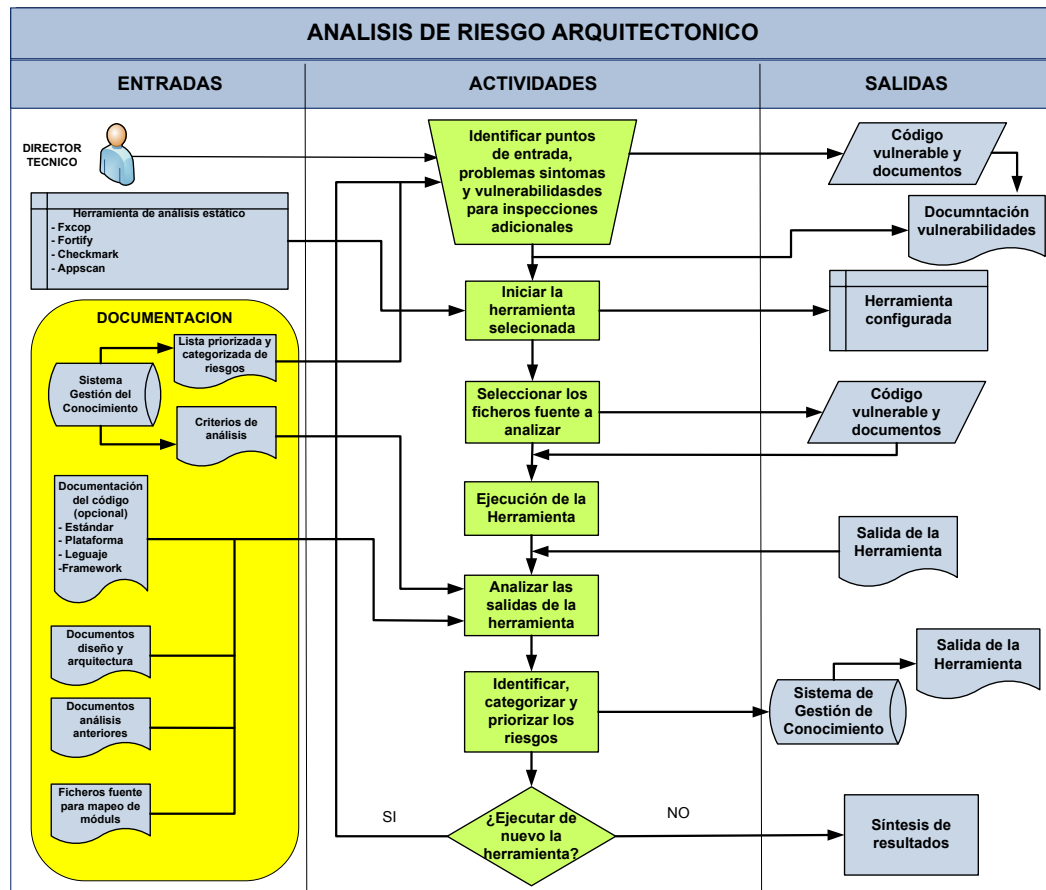 ANALISIS DE RIESGO ARQUITECTONICO
ENTRADAS
ACTIVIDADES
SALIDAS
DIRECTOR
TECNICO
Herramienta de análisis estático
- Fxcop
- Fortify
- Checkmark
- Appscan
DOCUMENTACION
Lista priorizada y
categorizada de
riesgos
Sistema
Gestión del
Conocimiento
Criterios de
análisis
Documentación
del código
(opcional)
- Estándar
- Plataforma
- Leguaje
-Framework
Documentos
diseño y
arquitectura
Documentos
análisis
anteriores
Ficheros fuente
para mapeo de
móduls
Identificar puntos
de entrada,
problemas sintomas
y vulnerabilidasdes
para inspecciones
adicionales
Iniciar la
herramienta
selecionada
Seleccionar los
ficheros fuente a
analizar
Ejecución de la
Herramienta
Analizar las
salidas de la
herramienta
Identificar,
categorizar y
priorizar los
riesgos
SI
¿Ejecutar de
nuevo la
herramienta?
NO
Código
vulnerable y
documentos
Documntación
vulnerabilidades
Herramienta
configurada
Código
vulnerable y
documentos
Salida de la
Herramienta
Salida de la
Herramienta
Sistema de
Gestión de
Conocimiento
Síntesis de
resultados